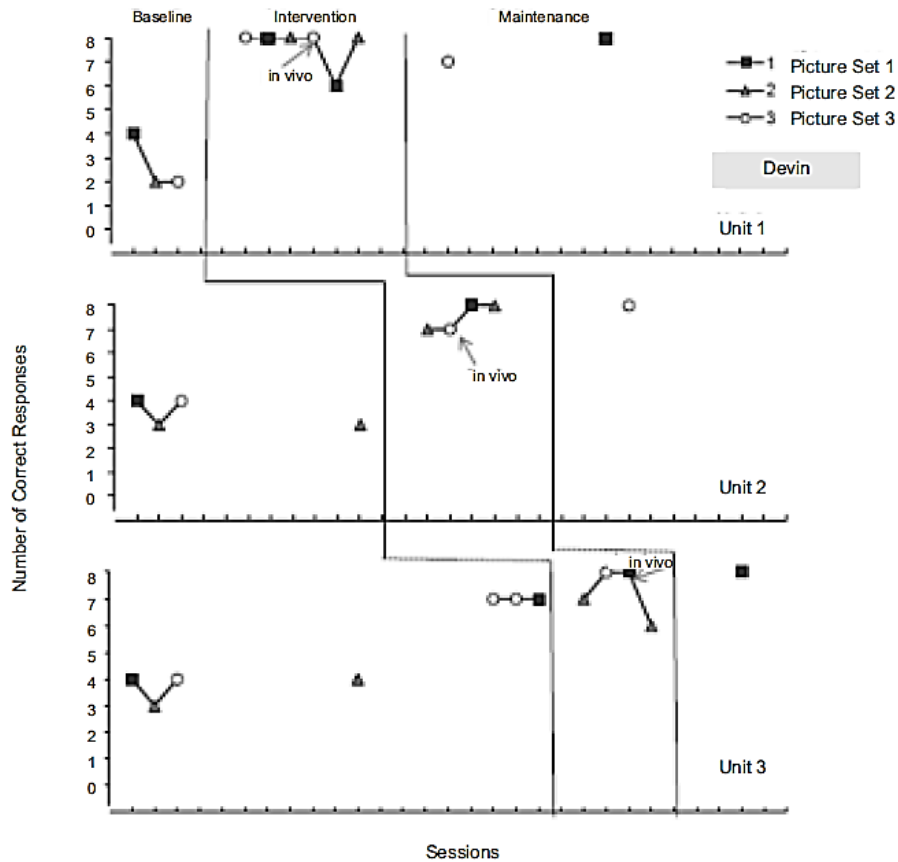 Baseline
Intervention
Maintenance
8
7
6
5
4
3
2
1
0
in vivo
1 Picture Set 1
2 Picture Set 2
3 Picture Set 3
Devin
Unit 1
8
7
6
5
4
3
2
1
0
in vivo
Unit 2
Number of Correct Responses
8
7
6
5
4
3
2
1
0
in vivo
Unit 3
Sessions